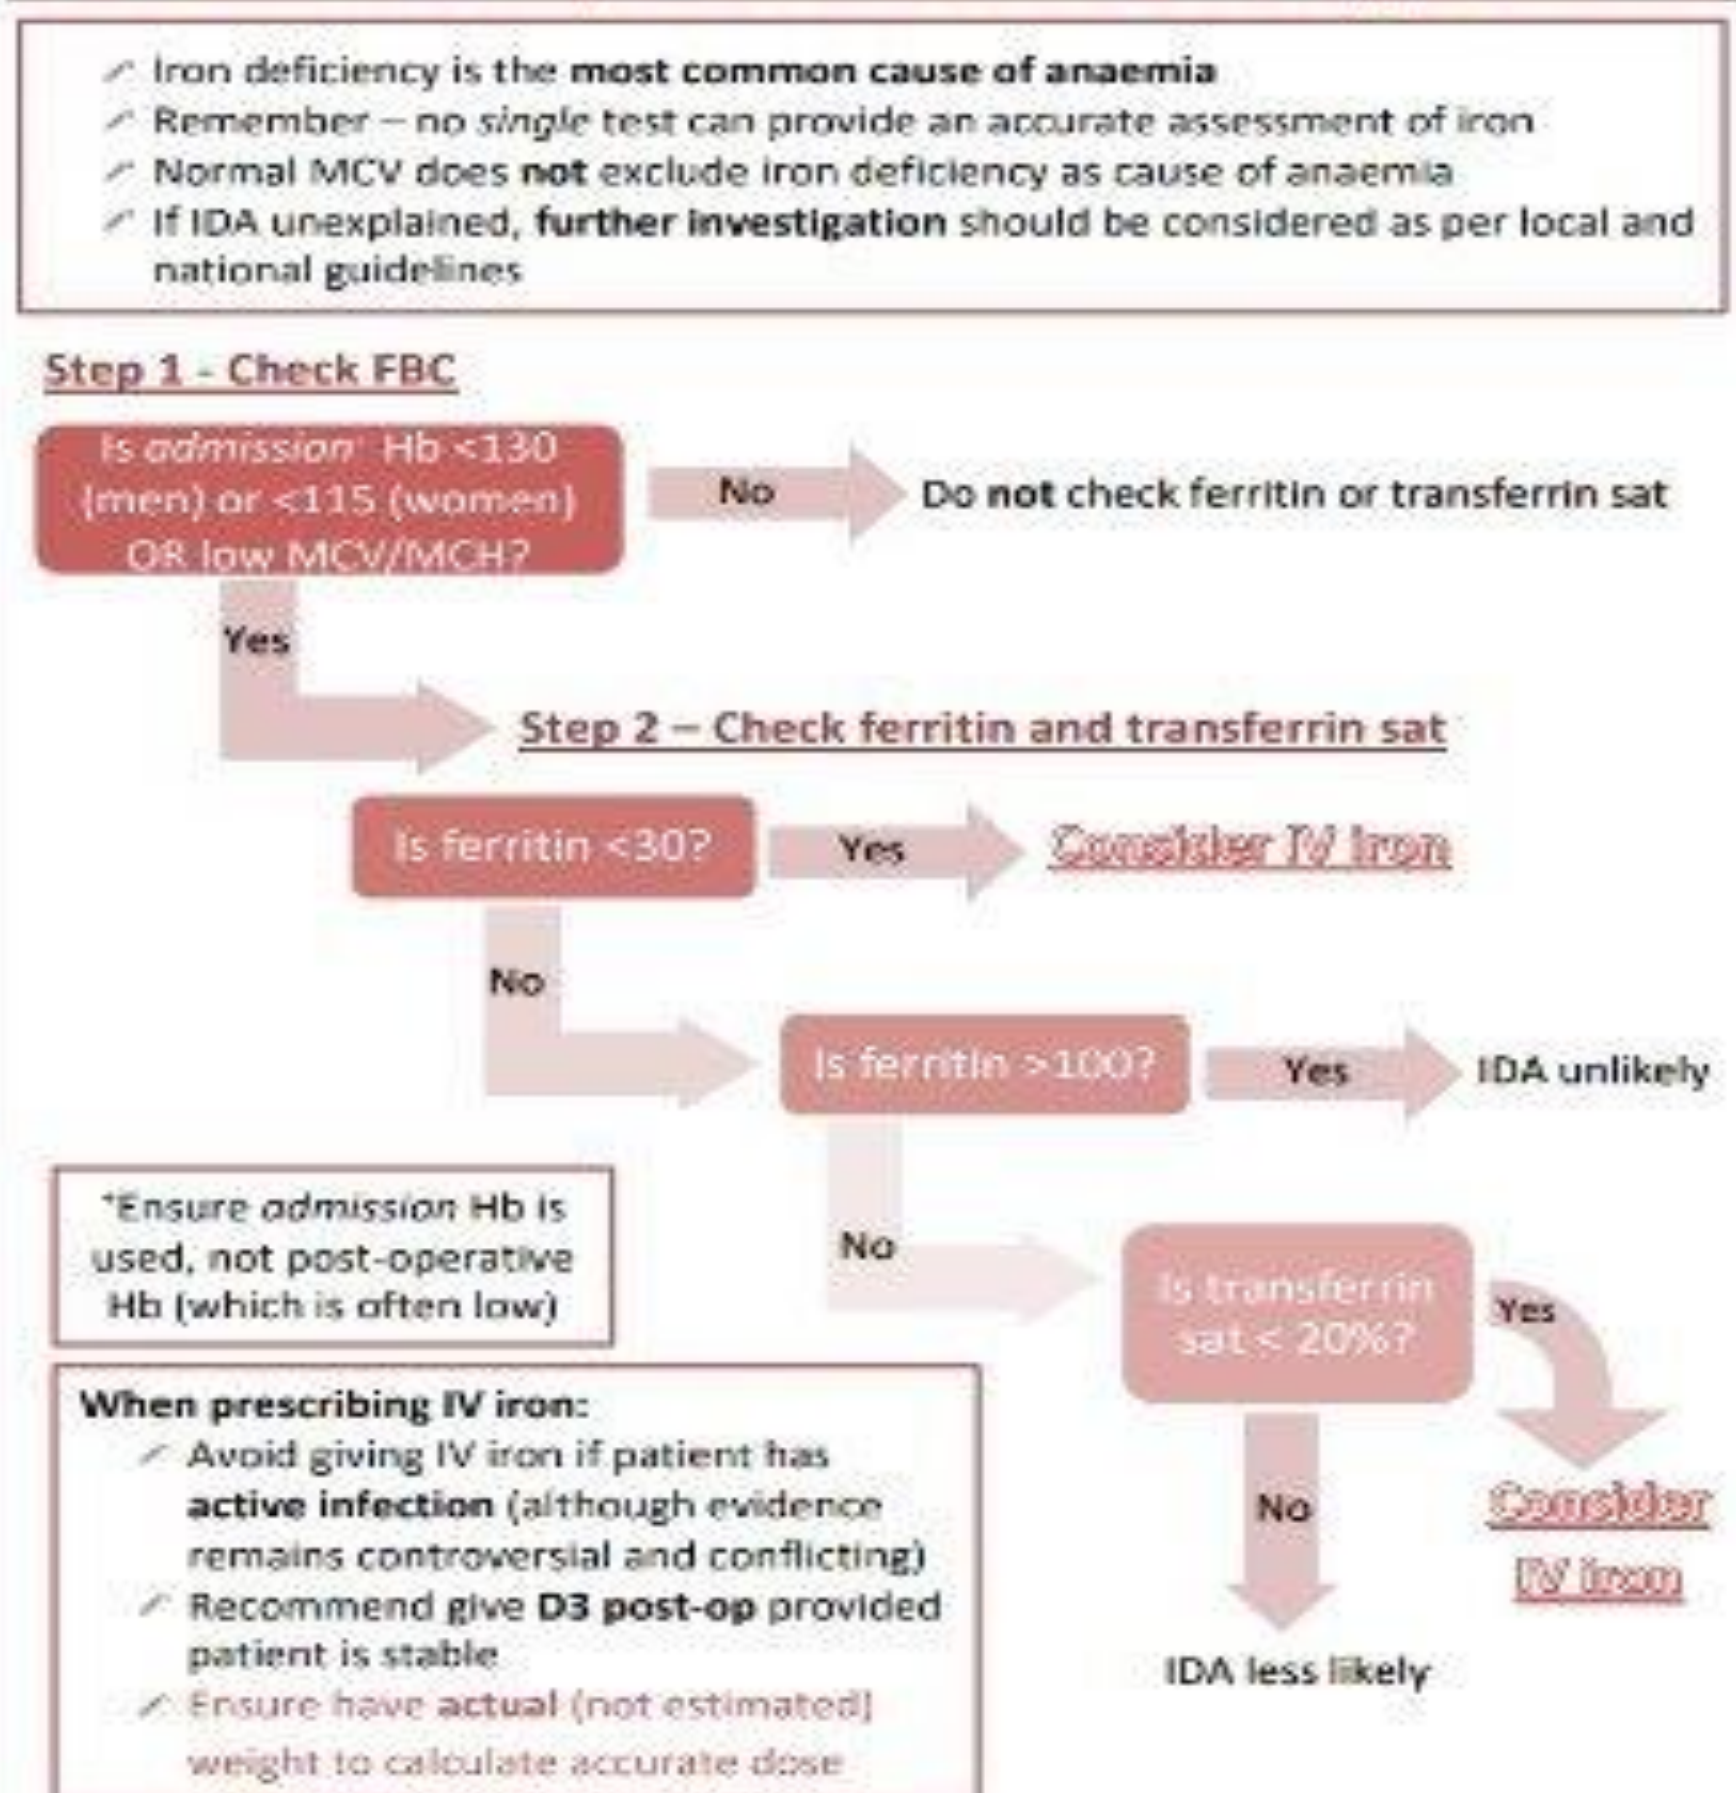 Iron deficiency is the most common cause of anaemia
Remember – no single test can provide an accurate assessment of iron
Normal MCV does not exclude iron deficiency as cause of anaemia
If IDA unexplained, further investigation should be considered as per local and
national guidelines
Step 1 - Check FBC
Is admission* Hb <130
(men) or <115 (women)
OR low MCV/MCH?
No
Do not check ferritin or transferrin sat
Yes
Step 2 – Check ferritin and transferrin sat
Is ferritin <30?
Yes
Consider IV iron
No
Is ferritin >100?
Yes
IDA unlikely
No
Is transferrin
sat < 20%?
Yes
Consider
IV iron
No
IDA less likely
*Ensure admission Hb is
used, not post-operative
Hb (which is often low)
When prescribing IV iron:
Avoid giving IV iron if patient has
active infection (although evidence
remains controversial and conflicting)
Recommend give D3 post-op provided
patient is stable
Ensure have actual (not estimated)
weight to calculate accurate dose